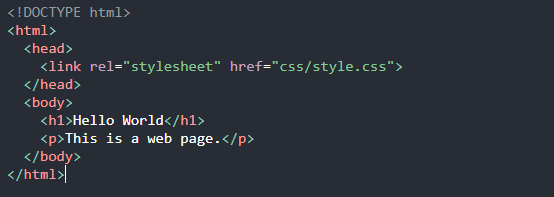 <!DOCTYPE html>
<html>
  <head>
    <link rel="stylesheet" href="css/style.css">
  </head>
  <body>
    <h1>Hello World</h1>
    <p>This is a web page.</p>
  </body>
</html>